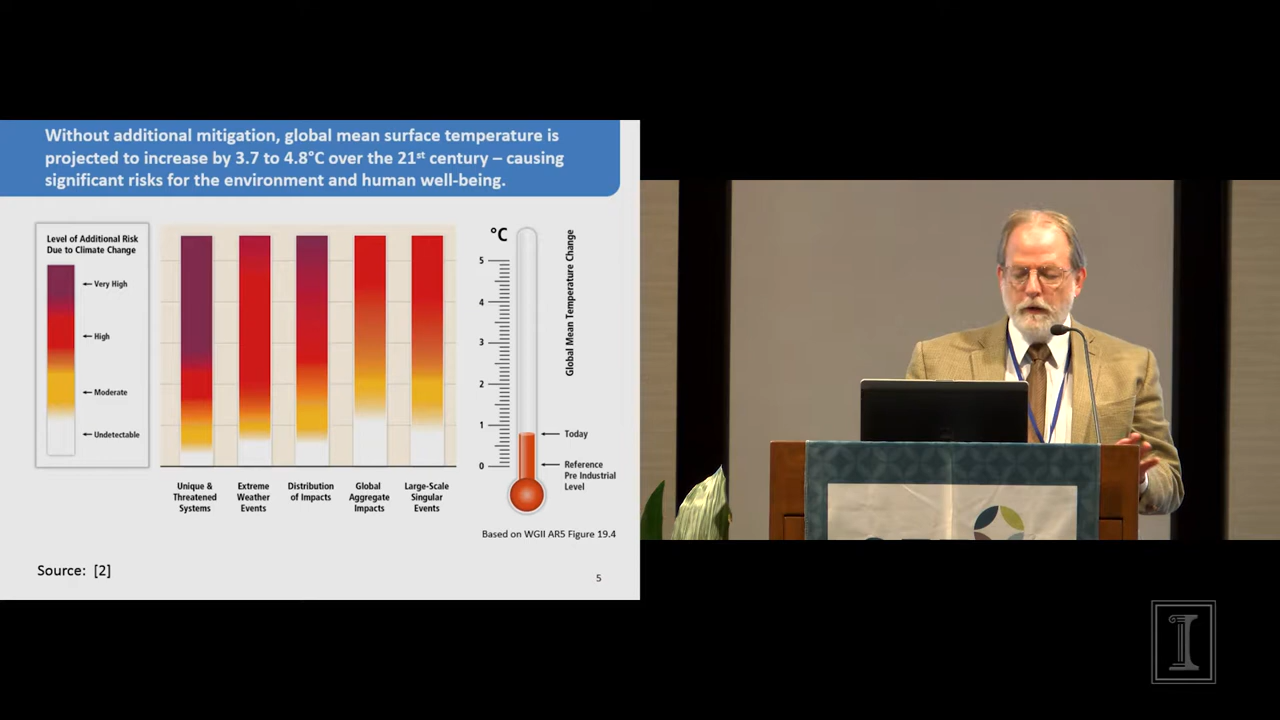 Without additional mitigation, global mean surface temperature is
projected to increase by 3.7 to 4.8°C over the 21st century – causing
significant risks for the environment and human well-being.
Level of Additional Risk
Due to Climate Change
Very High
High
Moderate
Undetectable
°C
5
4
3
2
1
0
Global Mean Temperature Change
Today
Reference
Pre Industrial
Level
Unique &
Threatened
Systems
Extreme
Weather
Events
Distribution
of Impacts
Global
Aggregate
Impacts
Large-Scale
Singular
Events
Based on WGII AR5 Figure 19.4
Source: [2]
5
I